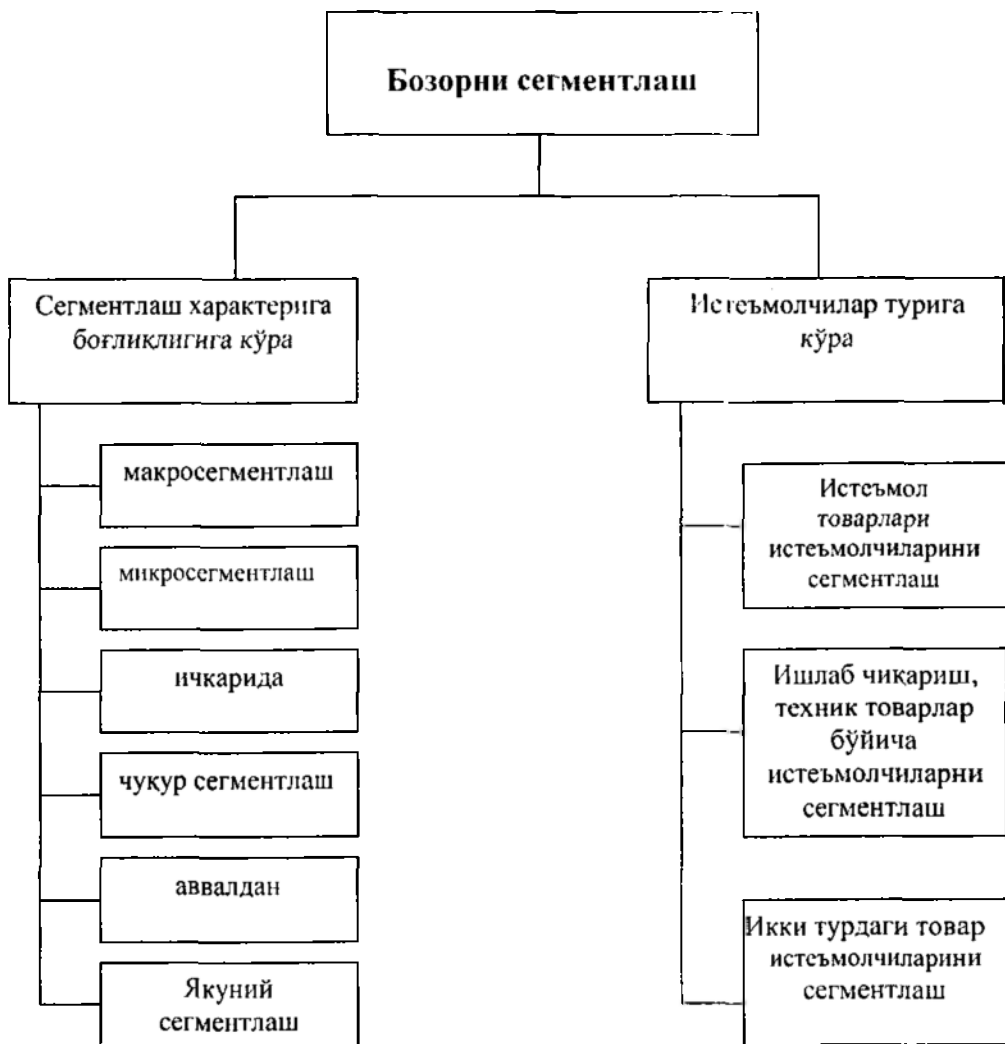 Бозорни сегментлаш
Сегментлаш характерига
боғлиқлигига кўра
макросегментлаш
микросегментлаш
ичкарида
чуқур сегментлаш
аввалдан
Якуний
сегментлаш
Истеъмолчилар турига
кўра
Истеъмол
товарлари
истеъмолчиларини
сегментлаш
Ишлаб чиқариш,
техник товарлар
бўйича
истеъмолчиларни
сегментлаш
Икки турдаги товар
истеъмолчиларини
сегментлаш